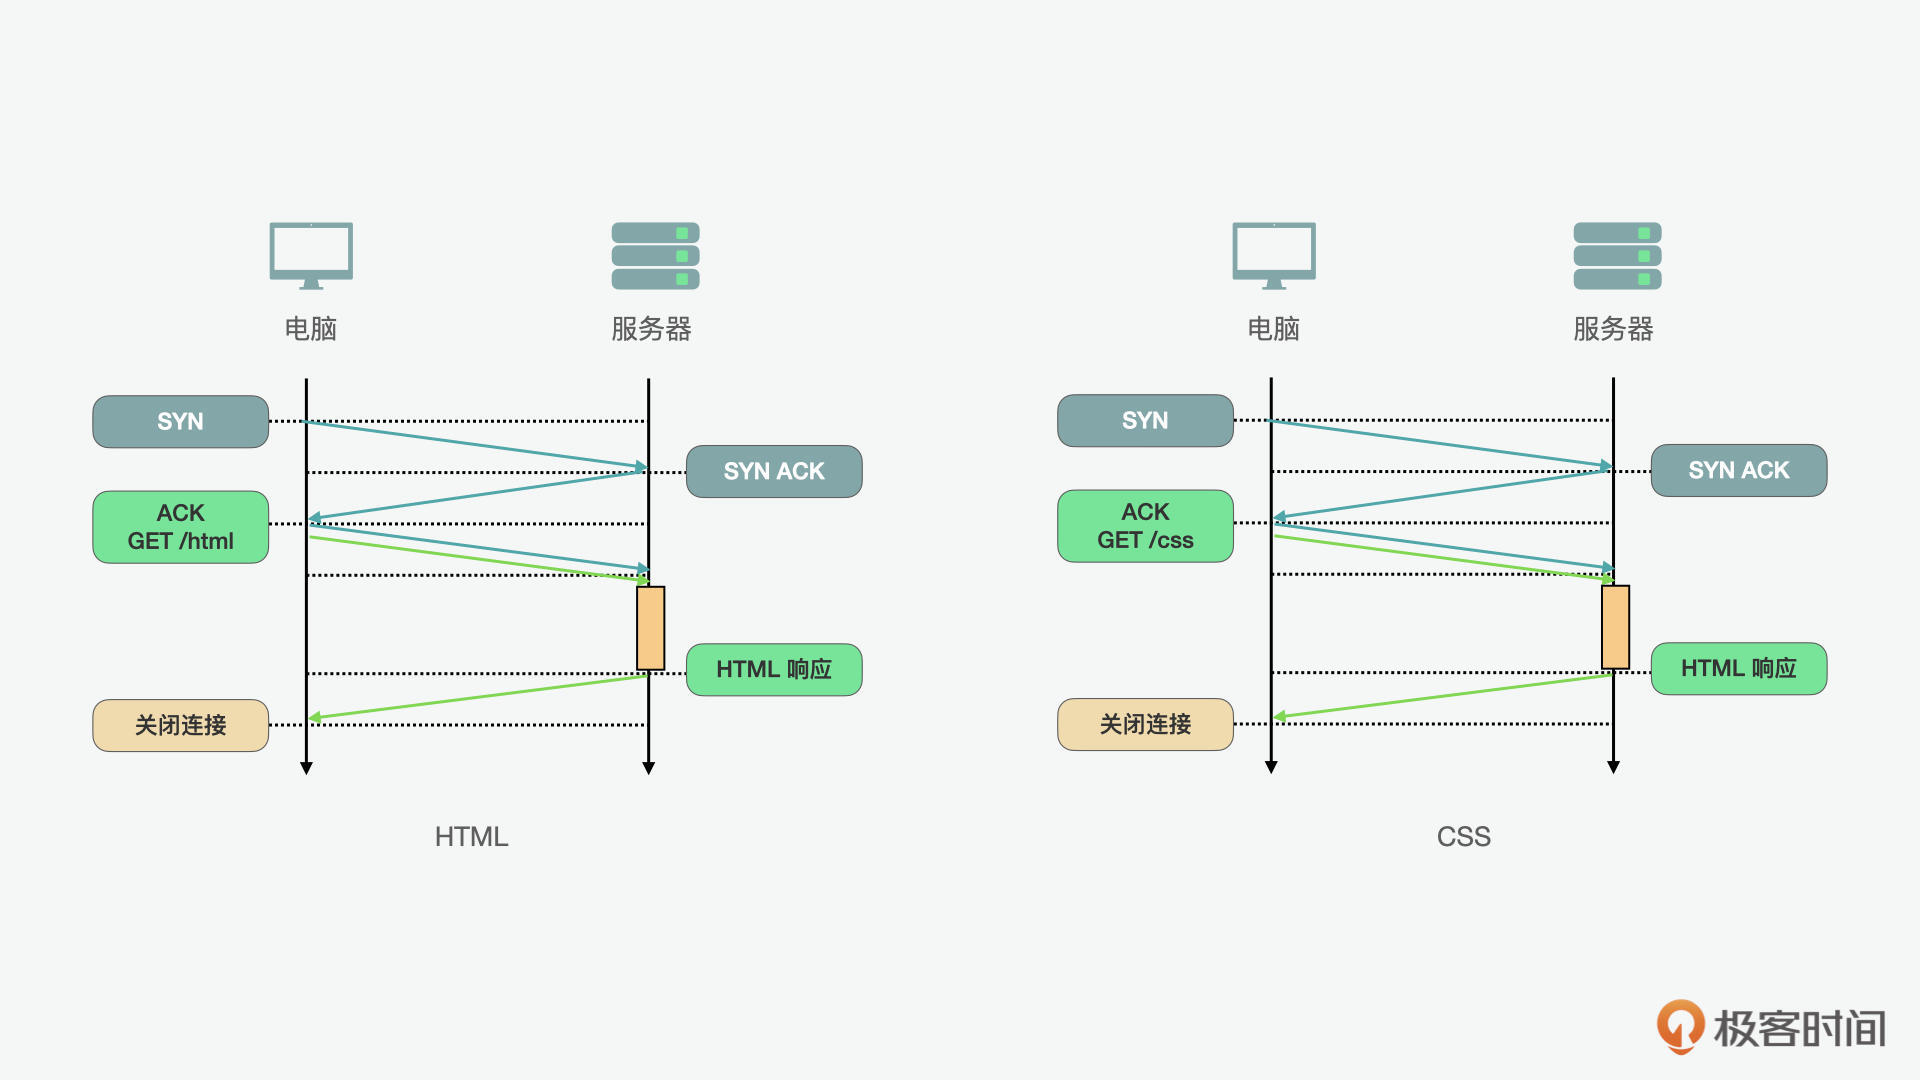 电脑
服务器
SYN
SYN ACK
ACK
GET /html
HTML 响应
关闭连接
HTML
电脑
服务器
SYN
SYN ACK
ACK
GET /css
HTML 响应
关闭连接
CSS
极客时间